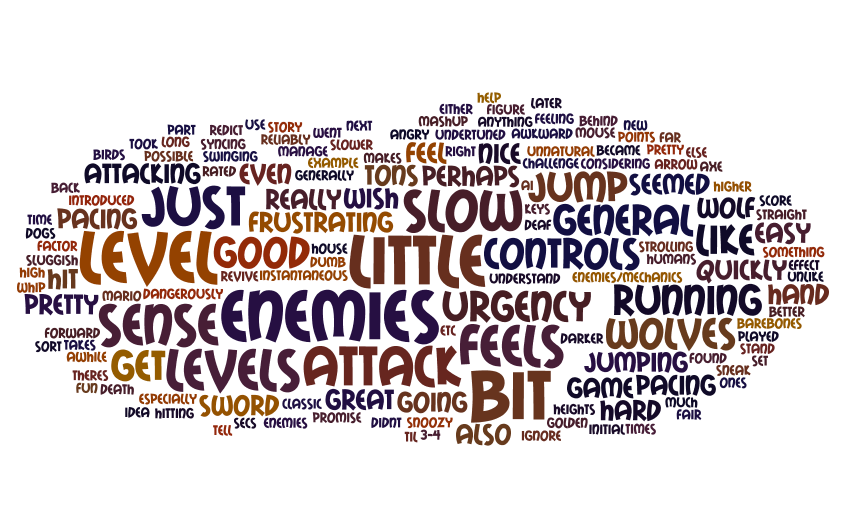 HELP
EITHER FIGURE LATER
MASHUP ANYTHING FEELING BEHIND NEW
PART REDICT USE STORY WENT NEXT ANGRY UNDERTUNED AWKWARD MOUSE POINTS FAR
TOOK LONG SYNCING RELIABLY MANAGE SLOWER MAKES FEEL RIGHT NICE UNNATURAL BECAME PRETTY ELSE
BIRDS POSSIBLE SWINGING EXAMPLE CHALLENGE CONSIDERING ARROW AXE
ATTACKING RATED EVEN GENERALLY TONS PERHAPS AI JUMP SEEMED HIGHER
BACK INTRODUCED JUST REALLY WISH SLOW KEYS GENERAL WOLF SCORE
TIME PACING FRUSTRATING DEAF LIKE STRAIGHT EASY
DOGS FACTOR LEVEL GOOD HOUSE LITTLE CONTROLS STROLLING SOMETHING
SLUGGISH DUMB HUMANS QUICKLY EFFECT
HIGH HIT REVIVE INSTANTANEOUS UNDERSTAND ENEMIES/MECHANICS UNLIKE
WHIP MARIO DANGEROUSLY ENEMIES URGENCY RUNNING HAND
PRETTY BETTER
FORWARD SENSE ETC FEELS DARKER WOLVES BAREBONES
SORT TAKES PLAYED
AWHILE GET LEVELS ATTACK JUMPING FOUND STAND
THERES SNEAK SET
FUN DEATH BIT GAME PACING ONES
ESPECIALLY SWORD CLASSIC GREAT GOING HEIGHTS HARD MUCH
IDEA HITTING FAIR
TELL SECS ENEMIES PROMISE DIDNT SNOOZY ALSO GOLDEN INITIAL TIMES
TIL 3-4 IGNORE